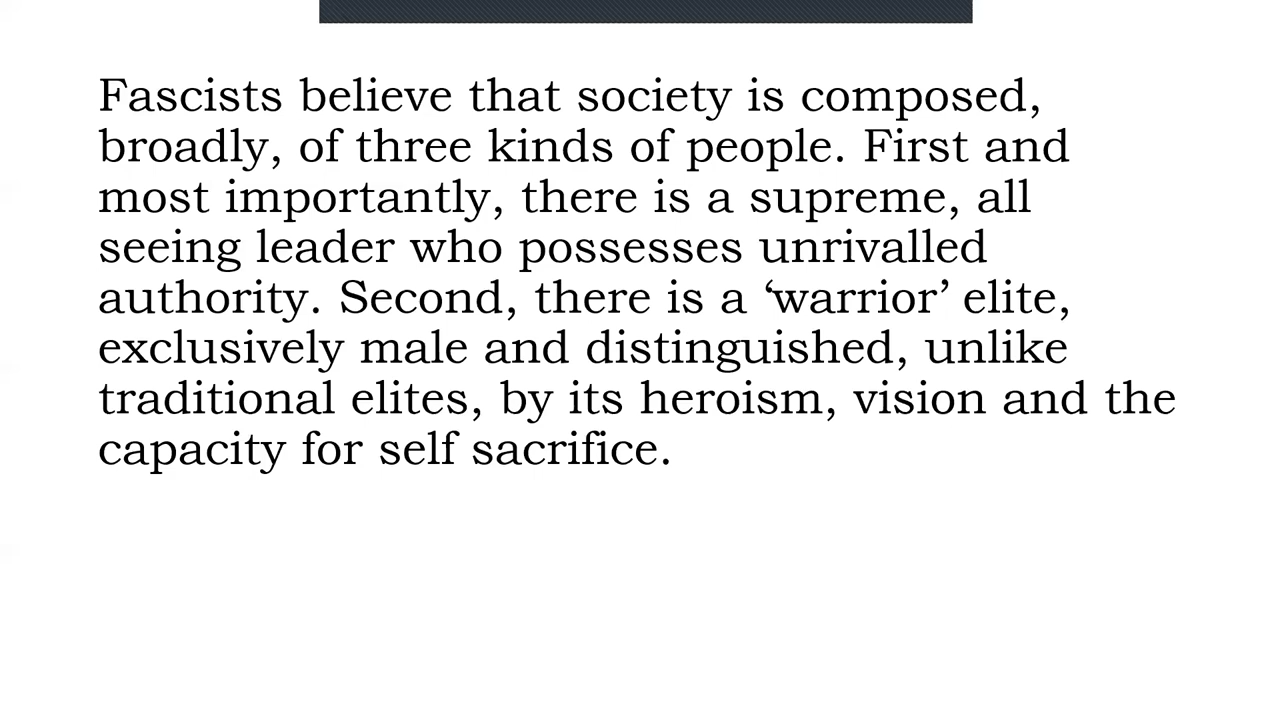 Fascists believe that society is composed,
broadly, of three kinds of people. First and
most importantly, there is a supreme, all
seeing leader who possesses unrivalled
authority. Second, there is a ‘warrior’ elite,
exclusively male and distinguished, unlike
traditional elites, by its heroism, vision and the
capacity for self sacrifice.